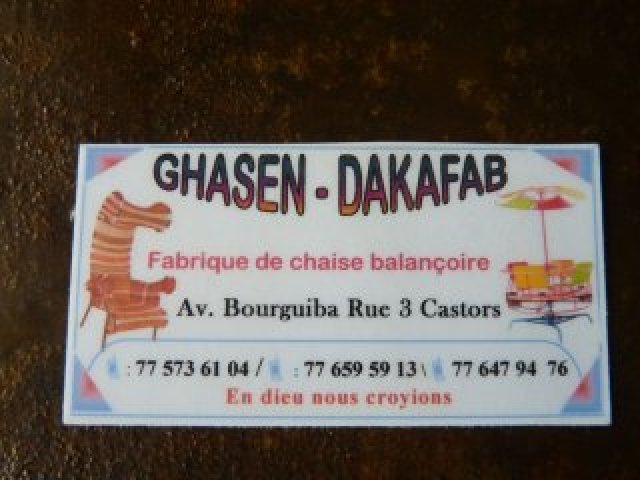 GHASEN - DAKAFAB
Fabrique de chaise balançoire
Av. Bourguiba Rue 3 Castors
: 77 573 61 04 / : 77 659 59 13 \ 77 647 94 76
En dieu nous croyions